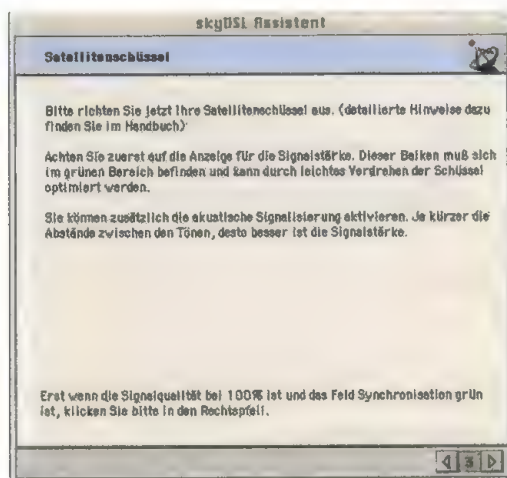 skyDSL Assistent
Satellitenschüssel
Bitte richten Sie jetzt Ihre Satellitenschüssel aus. (detaillierte Hinweise dazu
finden Sie im Handbuch)
Achten Sie zuerst auf die Anzeige für die Signalstärke. Dieser Balken muß sich
im grünen Bereich befinden und kann durch leichtes Verdrehen der Schüssel
optimiert werden.
Sie können zusätzlich die akustische Signalisierung aktivieren. Je kürzer die
Abstände zwischen den Tönen, desto besser ist die Signalstärke.
Erst wenn die Signalqualität bei 100% ist und das Feld Synchronisation grün
ist, klicken Sie bitte in den Rechtspfeil.
3